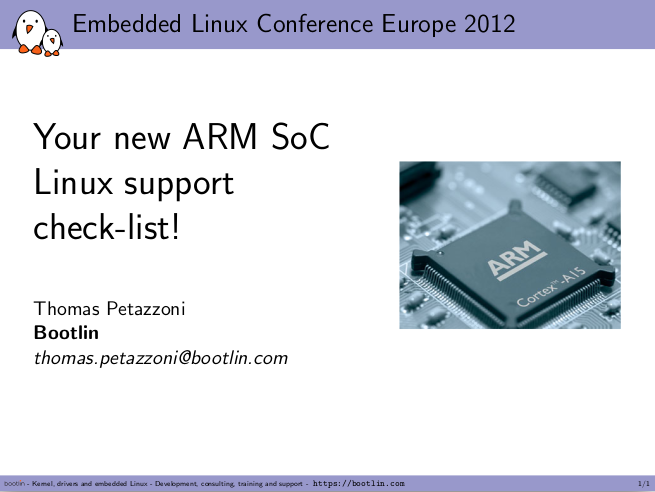 Embedded Linux Conference Europe 2012
Your new ARM SoC
Linux support
check-list!
ARM
Cortex™-A15
Thomas Petazzoni
Bootlin
thomas.petazzoni@bootlin.com
bootlin - Kernel, drivers and embedded Linux - Development, consulting, training and support - https://bootlin.com 1/1